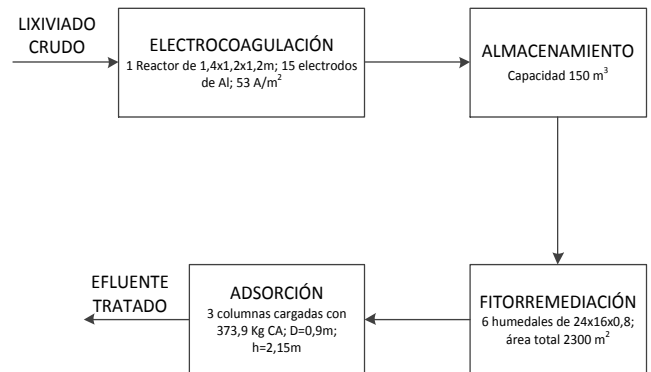 LIXIVIADO
CRUDO
ELECTROCOAGULACIÓN
1 Reactor de 1,4x1,2x1,2m; 15 electrodos
de Al; 53 A/m²
ALMACENAMIENTO
Capacidad 150 m³
FITORREMEDIACIÓN
6 humedales de 24x16x0,8;
área total 2300 m²
ADSORCIÓN
3 columnas cargadas con
373,9 Kg CA; D=0,9m;
h=2,15m
EFLUENTE
TRATADO